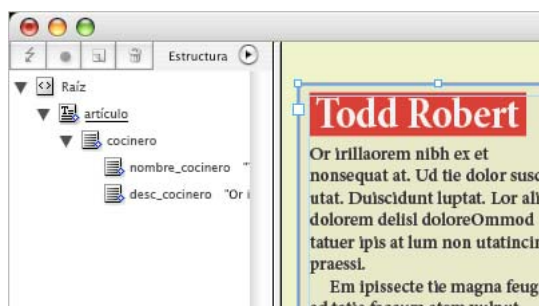 Estructura
Raíz
artículo
cocinero
nombre_cocinero "
desc_cocinero "Or i
Todd Robert
Or irillaorem nibh ex et
nonsequat at. Ud tie dolor susc
utat. Duiscidunt luptat. Lor ali
dolorem delisl doloreOmmod
tatuer ipis at lum non utatincin
praessi.
Em ipissecte tie magna feug